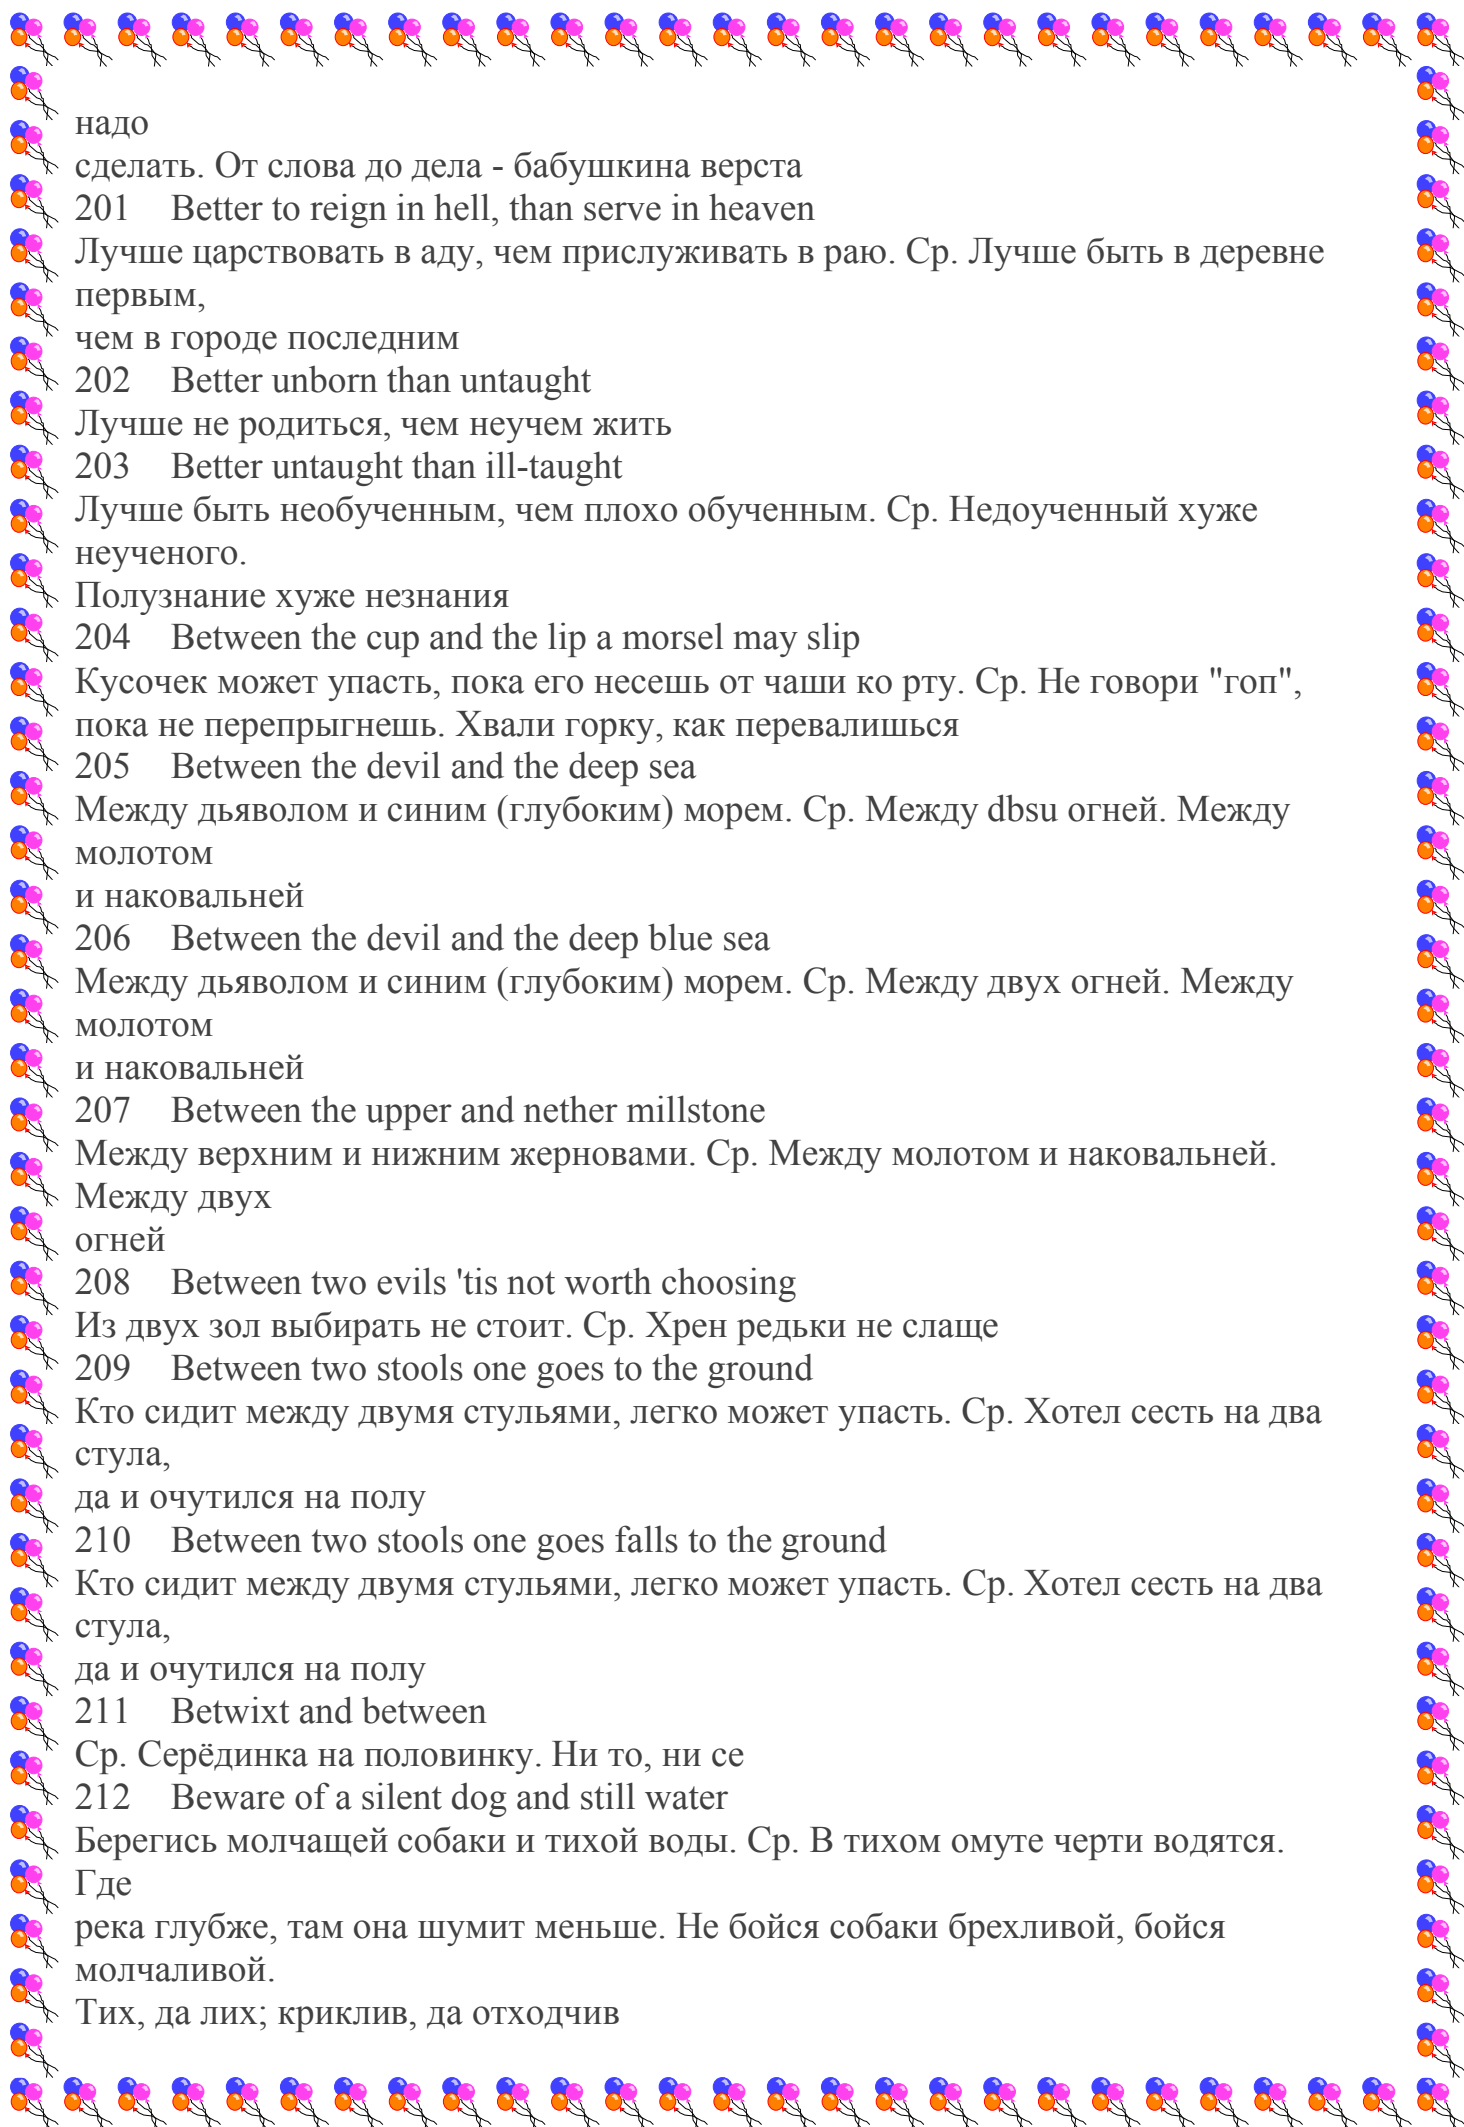 надо
сделать. От слова до дела - бабушкина верста
201 Better to reign in hell, than serve in heaven
Лучше царствовать в аду, чем прислуживать в раю. Ср. Лучше быть в деревне
первым,
чем в городе последним
202 Better unborn than untaught
Лучше не родиться, чем неучем жить
203 Better untaught than ill-taught
Лучше быть необученным, чем плохо обученным. Ср. Недоученный хуже
неученого.
Полузнание хуже незнания
204 Between the cup and the lip a morsel may slip
Кусочек может упасть, пока его несешь от чаши ко рту. Ср. Не говори "гоп",
пока не перепрыгнешь. Хвали горку, как перевалишься
205 Between the devil and the deep sea
Между дьяволом и синим (глубоким) морем. Ср. Между dbsu огней. Между
молотом
и наковальней
206 Between the devil and the deep blue sea
Между дьяволом и синим (глубоким) морем. Ср. Между двух огней. Между
молотом
и наковальней
207 Between the upper and nether millstone
Между верхним и нижним жерновами. Ср. Между молотом и наковальней.
Между двух
огней
208 Between two evils 'tis not worth choosing
Из двух зол выбирать не стоит. Ср. Хрен редьки не слаще
209 Between two stools one goes to the ground
Кто сидит между двумя стульями, легко может упасть. Ср. Хотел сесть на два
стула,
да и очутился на полу
210 Between two stools one goes falls to the ground
Кто сидит между двумя стульями, легко может упасть. Ср. Хотел сесть на два
стула,
да и очутился на полу
211 Betwixt and between
Ср. Серёдинка на половинку. Ни то, ни се
212 Beware of a silent dog and still water
Берегись молчащей собаки и тихой воды. Ср. В тихом омуте черти водятся.
Где
река глубже, там она шумит меньше. Не бойся собаки брехливой, бойся
молчаливой.
Тих, да лих; криклив, да отходчив